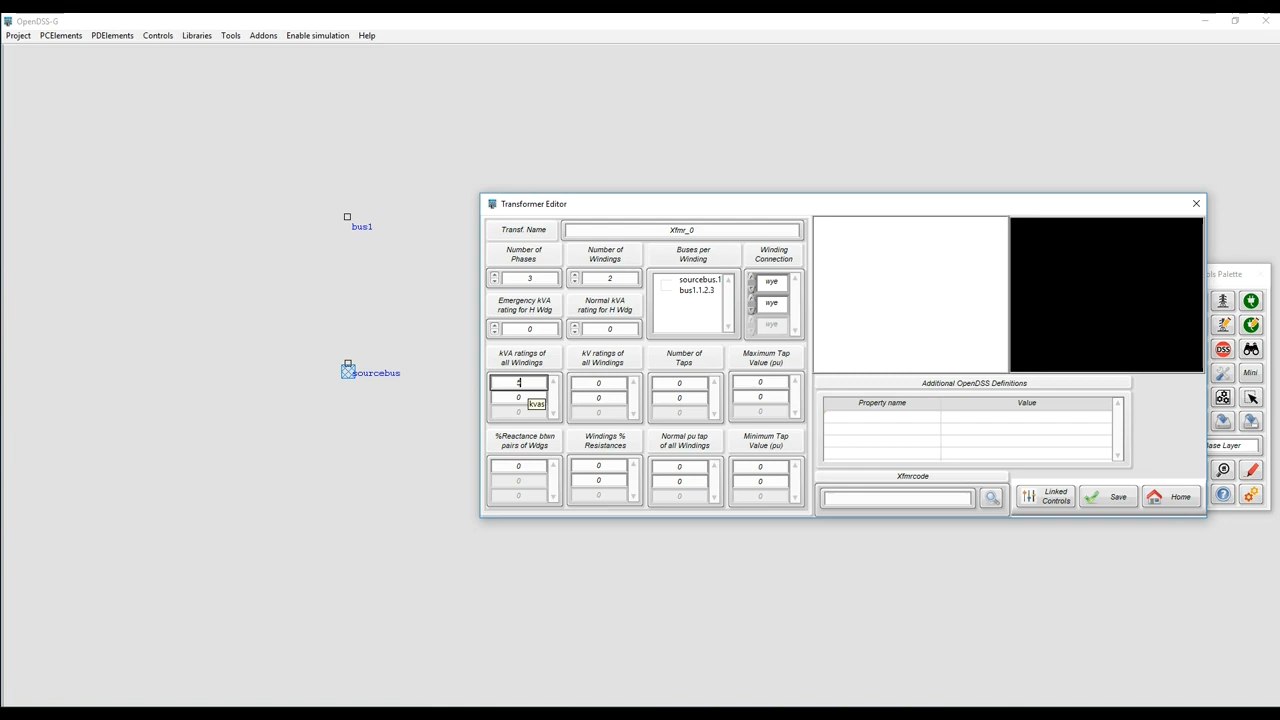 OpenDSS-G
Project PCElements PDElements Controls Libraries Tools Addons Enable simulation Help
bus1
sourcebus
Transformer Editor
Transf. Name Xfmr_0
Number of Phases
Number of Windings
Buses per Winding
Winding Connection
3
2
sourcebus.1
bus1.1.2.3
wye
wye
wye
Emergency kVA rating for H Wdg
Normal kVA rating for H Wdg
0
0
kVA ratings of all Windings
kV ratings of all Windings
Number of Taps
Maximum Tap Value (pu)
0 0 0
0 0 0 0
0 0 0 0
kvas
%Reactance btwn pairs of Wdgs
Windings % Resistances
Normal pu tap of all Windings
Minimum Tap Value (pu)
0 0 0 0
0 0 0 0
0 0 0 0
Additional OpenDSS Definitions
Property name Value
Xfmrcode
Linked Controls
Save
Home
ols Palette
DSS
Mini
Base Layer